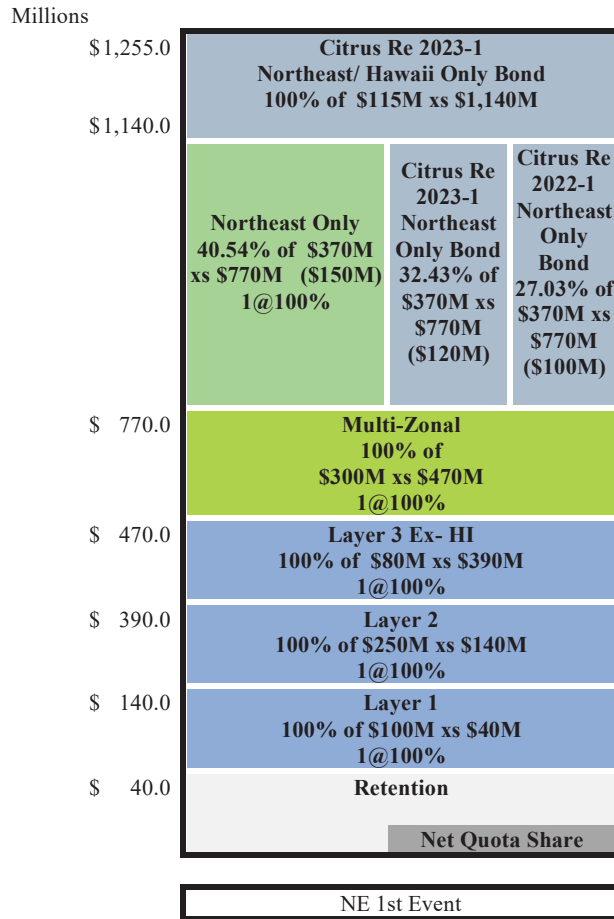 Millions
$1,255.0
Citrus Re 2023-1
Northeast/ Hawaii Only Bond
100% of $115M xs $1,140M
$1,140.0
Northeast Only
40.54% of $370M
xs $770M ($150M)
1@100%
Citrus Re
2023-1
Northeast
Only Bond
32.43% of
$370M xs
$770M
($120M)
Citrus Re
2022-1
Northeast
Only
Bond
27.03% of
$370M xs
$770M
($100M)
$ 770.0
Multi-Zonal
100% of
$300M xs $470M
1@100%
$ 470.0
Layer 3 Ex- HI
100% of $80M xs $390M
1@100%
$ 390.0
Layer 2
100% of $250M xs $140M
1@100%
$ 140.0
Layer 1
100% of $100M xs $40M
1@100%
$ 40.0
Retention
Net Quota Share
NE 1st Event